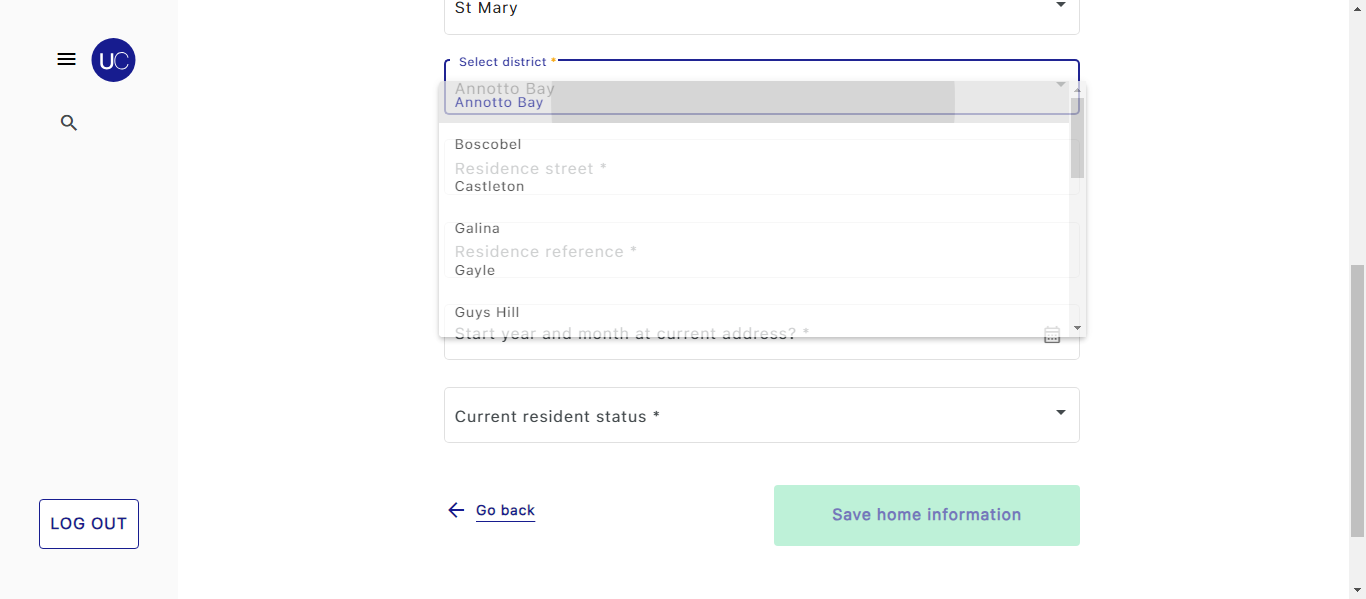 St Mary
UC
Select district *
Annotto Bay
Annotto Bay
Boscobel
Residence street *
Castleton
Galina
Residence reference *
Gayle
Guys Hill
Start year and month at current address? *
Current resident status *
Go back
Save home information
LOG OUT